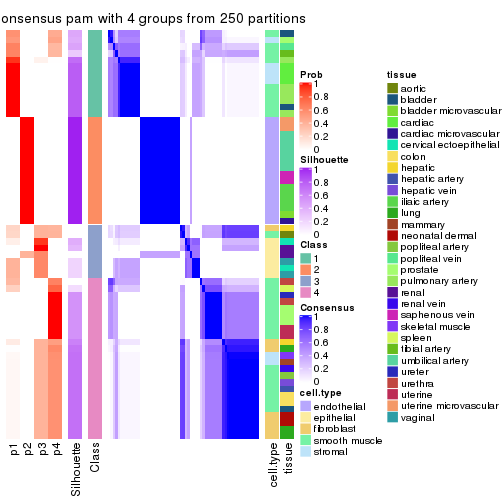 onsensus pam with 4 groups from 250 partitions
Prob
1
0.8
0.6
0.4
0.2
0
Silhouette
1
0.8
0.6
0.4
0.2
0
Class
1
2
3
4
Consensus
1
0.8
0.6
0.4
0.2
0
cell.type
endothelial
epithelial
fibroblast
smooth muscle
stromal
tissue
aortic
bladder
bladder microvascular
cardiac
cardiac microvascular
cervical ectoepithelial
colon
hepatic
hepatic artery
hepatic vein
iliaic artery
lung
mammary
neonatal dermal
popliteal artery
popliteal vein
prostate
pulmonary artery
renal
renal vein
saphenous vein
skeletal muscle
spleen
tibial artery
umbilical artery
ureter
urethra
uterine
uterine microvascular
vaginal
p1
p2
p3
p4
Silhouette
Class
cell.type
tissue